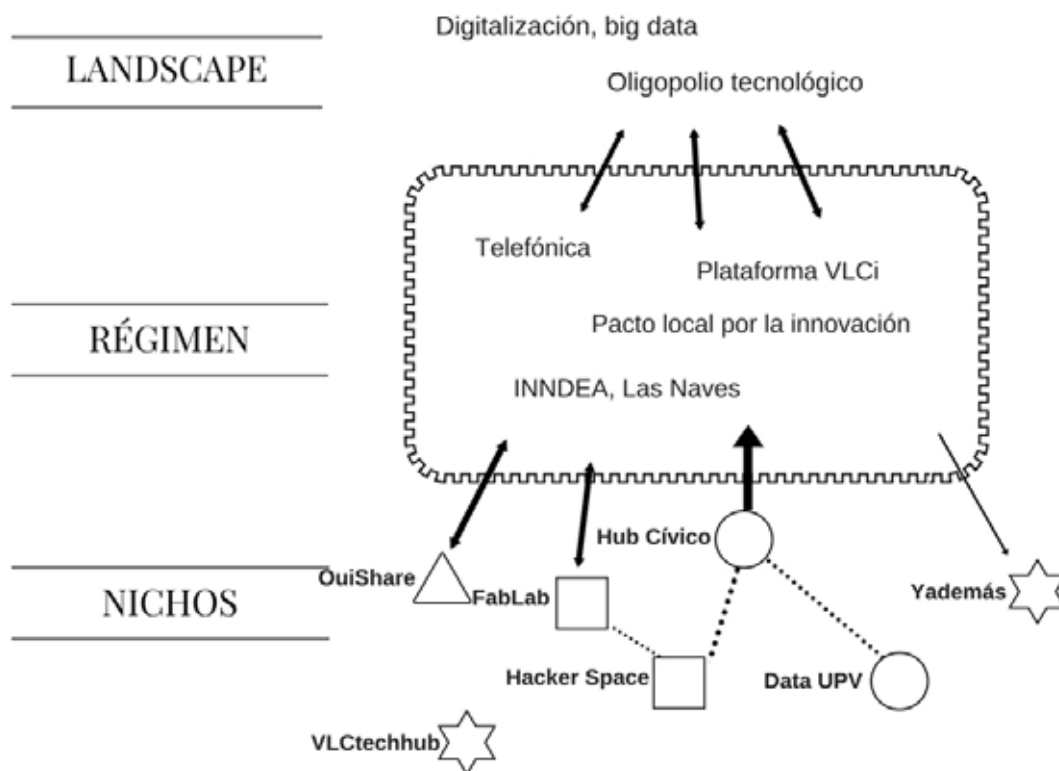 Digitalización, big data
LANDSCAPE
Oligopolio tecnológico
Telefónica
Plataforma VLCi
RÉGIMEN
Pacto local por la innovación
INNDEA, Las Naves
Hub Cívico
OuiShare
FabLab
Yademás
NICHOS
Hacker Space
Data UPV
VLCtechhub